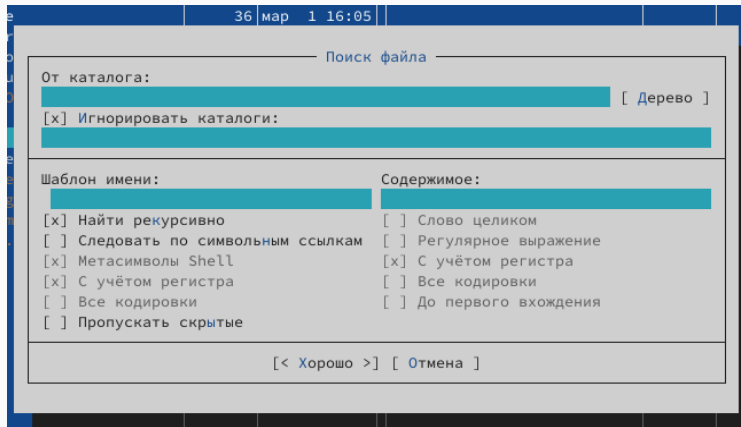 36 мар 1 16:05
Поиск файла
От каталога:
[ Дерево ]
[x] Игнорировать каталоги:
Шаблон имени: Содержимое:
[x] Найти рекурсивно [ ] Слово целиком
[ ] Следовать по символьным ссылкам [ ] Регулярное выражение
[x] Метасимволы Shell [x] С учётом регистра
[x] С учётом регистра [ ] Все кодировки
[ ] Все кодировки [ ] До первого вхождения
[ ] Пропускать скрытые
[< Хорошо >] [ Отмена ]